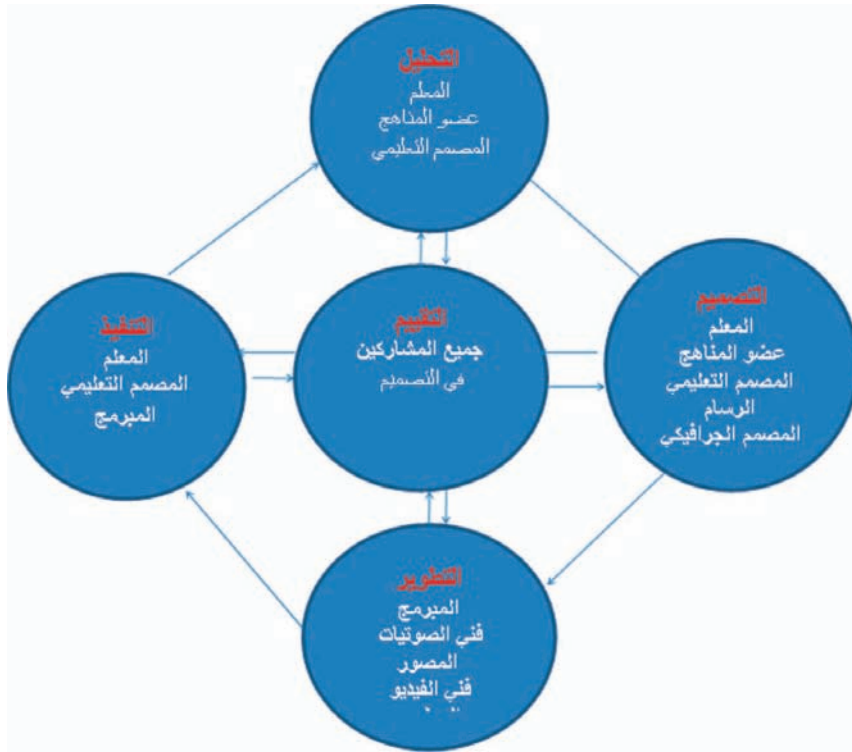 التحليل
المعلم
عضو المناهج
المصمم التعليمي
التصميم
المعلم
عضو المناهج
المصمم التعليمي
الرسام
المصمم الجرافيكي
التقييم
جميع المشاركين
في التصميم
التنفيذ
المعلم
المصمم التعليمي
المبرمج
التطوير
المبرمج
فني الصوتيات
المصور
فني الفيديو